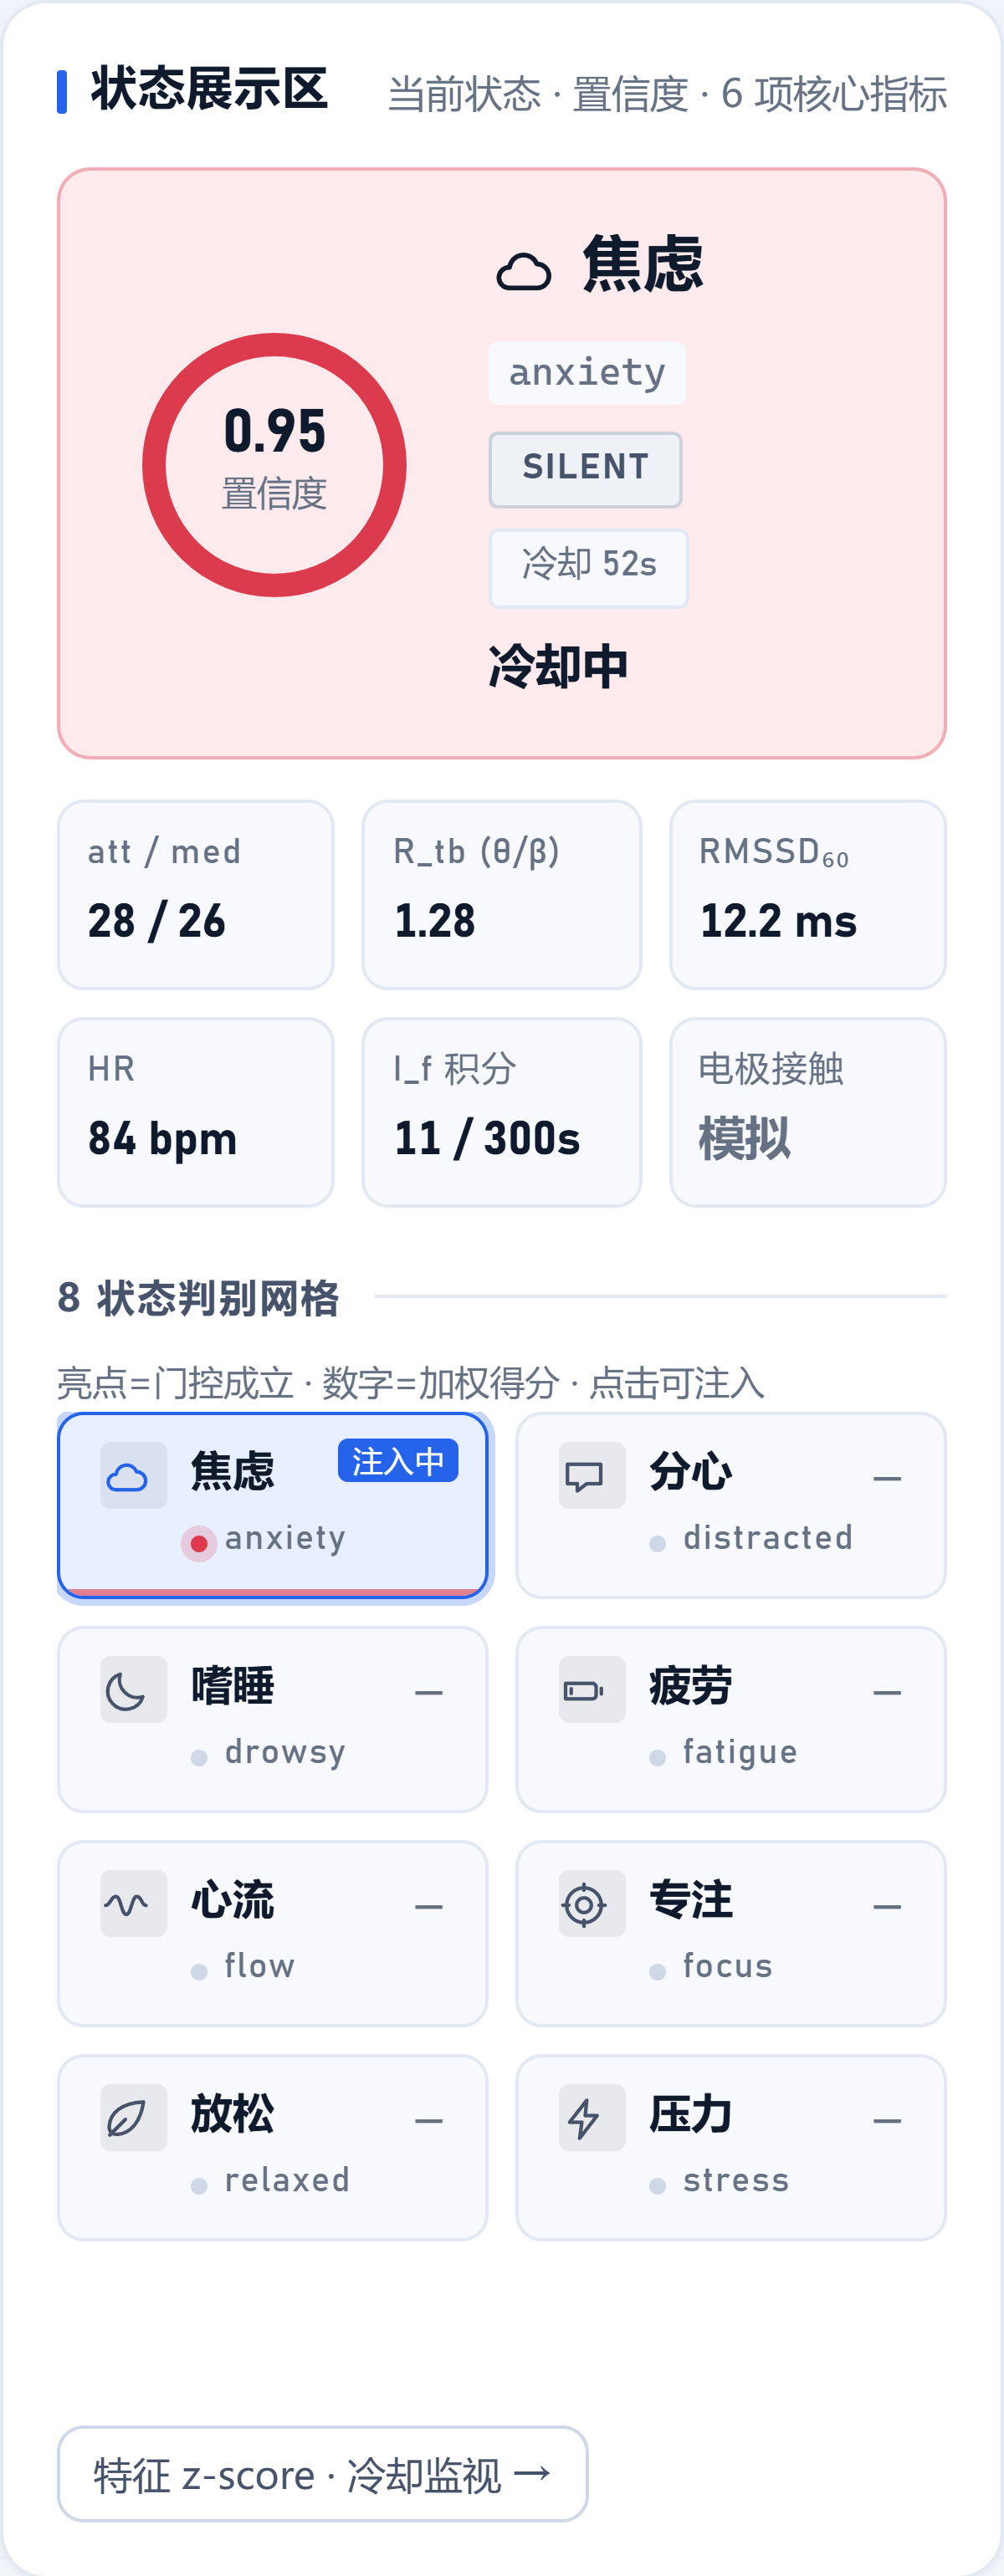 状态展示区 当前状态 · 置信度 · 6 项核心指标
焦虑
0.95
置信度
anxiety
SILENT
冷却 52s
冷却中
att / med
28 / 26
R_tb (θ/β)
1.28
RMSSD₆₀
12.2 ms
HR
84 bpm
I_f 积分
11 / 300s
电极接触
模拟
8 状态判别网格
亮点=门控成立 · 数字=加权得分 · 点击可注入
焦虑 注入中
anxiety
分心 —
distracted
嗜睡 —
drowsy
疲劳 —
fatigue
心流 —
flow
专注 —
focus
放松 —
relaxed
压力 —
stress
特征 z-score · 冷却监视 →